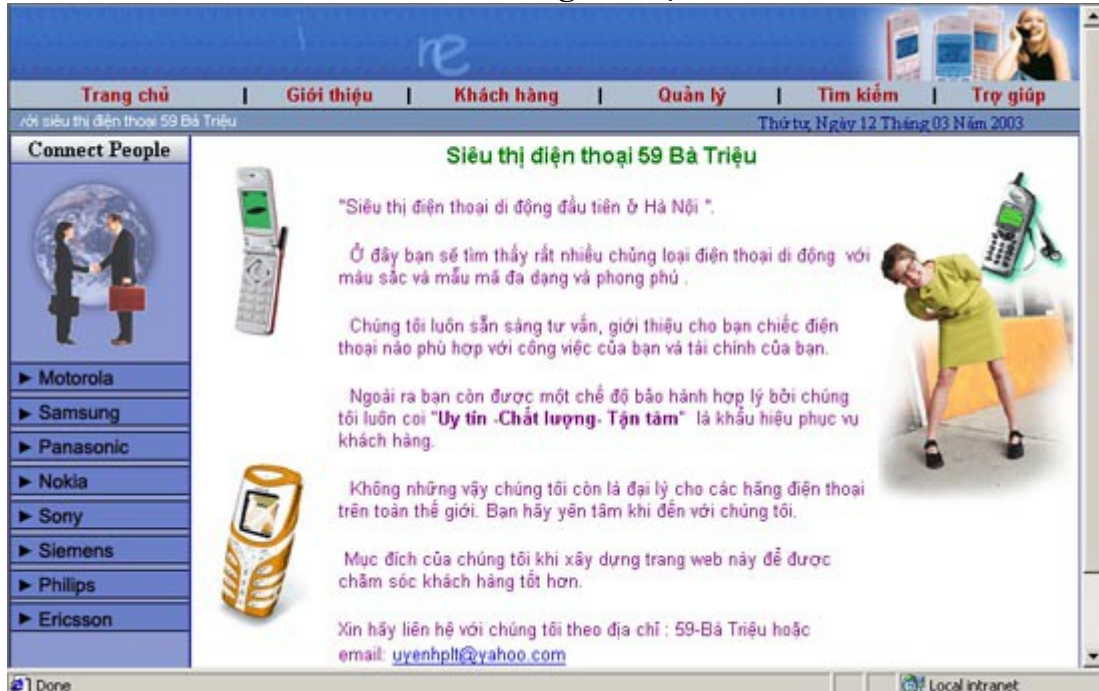 re
Trang chủ | Giới thiệu | Khách hàng | Quản lý | Tìm kiếm | Trợ giúp
với siêu thị điện thoại 59 Bà Triệu
Thứ tư, Ngày 12 Tháng 03 Năm 2003
Connect People
Siêu thị điện thoại 59 Bà Triệu
"Siêu thị điện thoại di động đầu tiên ở Hà Nội ".
Ở đây bạn sẽ tìm thấy rất nhiều chủng loại điện thoại di động với
màu sắc và mẫu mã đa dạng và phong phú .
Chúng tôi luôn sẵn sàng tư vấn, giới thiệu cho bạn chiếc điện
thoại nào phù hợp với công việc của bạn và tài chính của bạn.
Ngoài ra bạn còn được một chế độ bảo hành hợp lý bởi chúng
tôi luôn coi "Uy tín -Chất lượng- Tận tâm" là khẩu hiệu phục vụ
khách hàng.
Không những vậy chúng tôi còn là đại lý cho các hãng điện thoại
trên toàn thế giới. Bạn hãy yên tâm khi đến với chúng tôi.
Mục đích của chúng tôi khi xây dựng trang web này để được
chăm sóc khách hàng tốt hơn.
Xin hãy liên hệ với chúng tôi theo địa chỉ : 59-Bà Triệu hoặc
email: uyenhplt@yahoo.com
Motorola
Samsung
Panasonic
Nokia
Sony
Siemens
Philips
Ericsson
Done
Local intranet